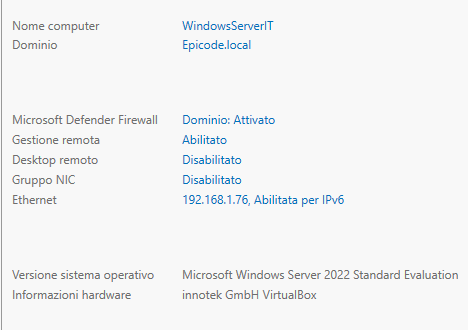 Nome computer WindowsServerIT
Dominio Epicode.local
Microsoft Defender Firewall Dominio: Attivato
Gestione remota Abilitato
Desktop remoto Disabilitato
Gruppo NIC Disabilitato
Ethernet 192.168.1.76, Abilitata per IPv6
Versione sistema operativo Microsoft Windows Server 2022 Standard Evaluation
Informazioni hardware innotek GmbH VirtualBox